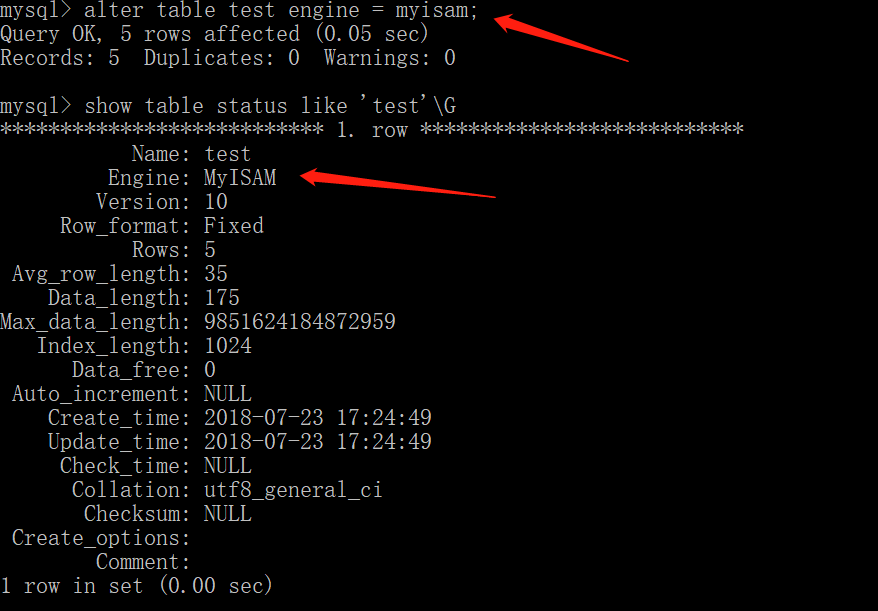 mysql> alter table test engine = myisam;
Query OK, 5 rows affected (0.05 sec)
Records: 5  Duplicates: 0  Warnings: 0
mysql> show table status like 'test'\G
*************************** 1. row ***************************
Name: test
Engine: MyISAM
Version: 10
Row_format: Fixed
Rows: 5
Avg_row_length: 35
Data_length: 175
Max_data_length: 9851624184872959
Index_length: 1024
Data_free: 0
Auto_increment: NULL
Create_time: 2018-07-23 17:24:49
Update_time: 2018-07-23 17:24:49
Check_time: NULL
Collation: utf8_general_ci
Checksum: NULL
Create_options:
Comment:
1 row in set (0.00 sec)